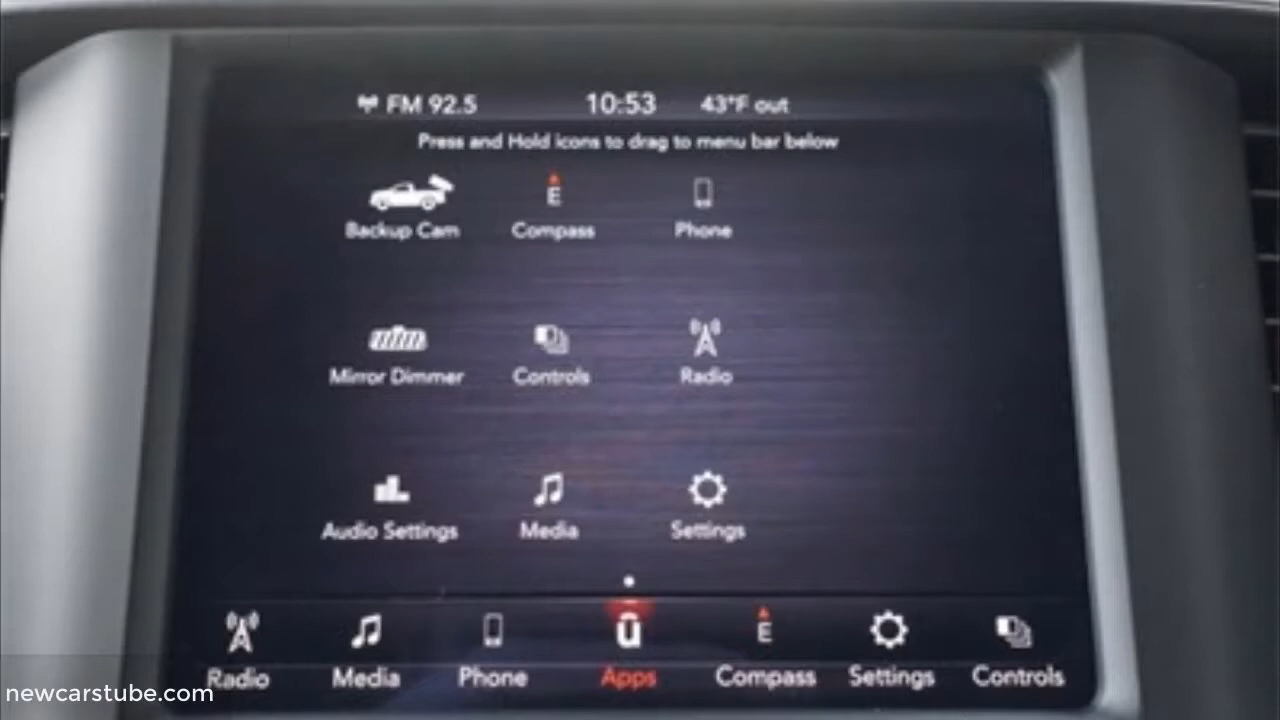 FM 92.5 10:53 43°F out
Press and Hold icons to drag to menu bar below
E
Backup Cam Compass Phone
Mirror Dimmer Controls Radio
Audio Settings Media Settings
ū E
Radio Media Phone Apps Compass Settings Controls
newcarstube.com